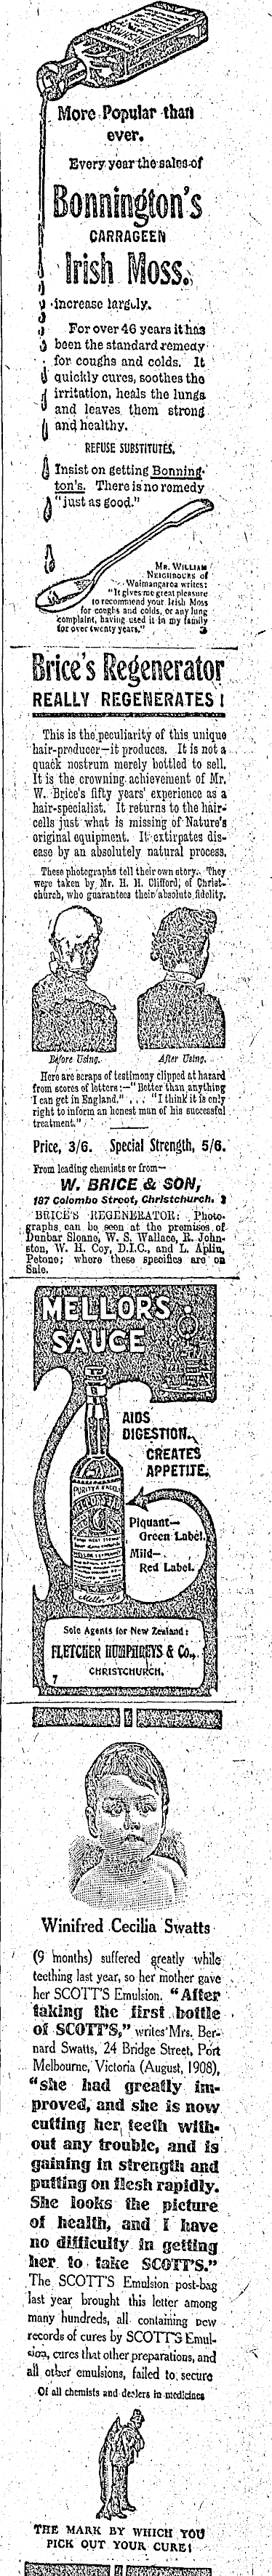 More Popular than
ever.
Every year the sales of
Bonnington's
CARRAGEEN
Irish Moss.
increase largely.
For over 46 years it has
been the standard remedy
for coughs and colds. It
quickly cures, soothes the
irritation, heals the lungs
and leaves them strong
and healthy.
REFUSE SUBSTITUTES.
Insist on getting Bonning-
ton's. There is no remedy
"just as good."
MR. WILLIAM
NEIGHBOURS of
Waimangaroa writes:
"It gives me great pleasure
to recommend your Irish Moss
for coughs and colds, or any lung
complaint, having used it in my family
for over twenty years." 3
Brice's Regenerator
REALLY REGENERATES!
This is the peculiarity of this unique
hair-producer—it produces. It is not a
quack nostrum merely bottled to sell.
It is the crowning achievement of Mr.
W. Brice's fifty years' experience as a
hair-specialist. It returns to the hair-
cells just what is missing of Nature's
original equipment. It extirpates dis-
ease by an absolutely natural process.
These photographs tell their own story. They
were taken by Mr. H. H. Clifford, of Christ-
church, who guarantees their absolute fidelity.
Before Using. After Using.
Here are scraps of testimony clipped at hazard
from scores of letters:—"Better than anything
I can get in England." . . . "I think it is only
right to inform an honest man of his successful
treatment."
Price, 3/6. Special Strength, 5/6.
From leading chemists or from—
W. BRICE & SON,
187 Colombo Street, Christchurch. 3
BRICE'S REGENERATOR: Photo-
graphs can be seen at the premises of
Dunbar Sloane, W. S. Wallace, R. John-
ston, W. H. Coy, D.I.C., and L. Aplin,
Petone; where these specifics are on
Sale.
MELLOR'S
SAUCE
AIDS
DIGESTION.
CREATES
APPETITE.
Piquant—
Green Label.
Mild—
Red Label.
Sole Agents for New Zealand:
FLETCHER HUMPHREYS & Co.,
CHRISTCHURCH.
7
Winifred Cecilia Swatts
(9 months) suffered greatly while
teething last year, so her mother gave
her SCOTT'S Emulsion. "After
taking the first bottle
of SCOTT'S," writes Mrs. Ber-
nard Swatts, 24 Bridge Street, Port
Melbourne, Victoria (August, 1908),
"she had greatly im-
proved, and she is now
cutting her teeth with-
out any trouble, and is
gaining in strength and
putting on flesh rapidly.
She looks the picture
of health, and I have
no difficulty in getting
her to take SCOTT'S."
The SCOTT'S Emulsion post-bag
last year brought this letter among
many hundreds, all containing new
records of cures by SCOTT'S Emul-
sion, cures that other preparations, and
all other emulsions, failed to secure
Of all chemists and dealers in medicines
THE MARK BY WHICH YOU
PICK OUT YOUR CURE!